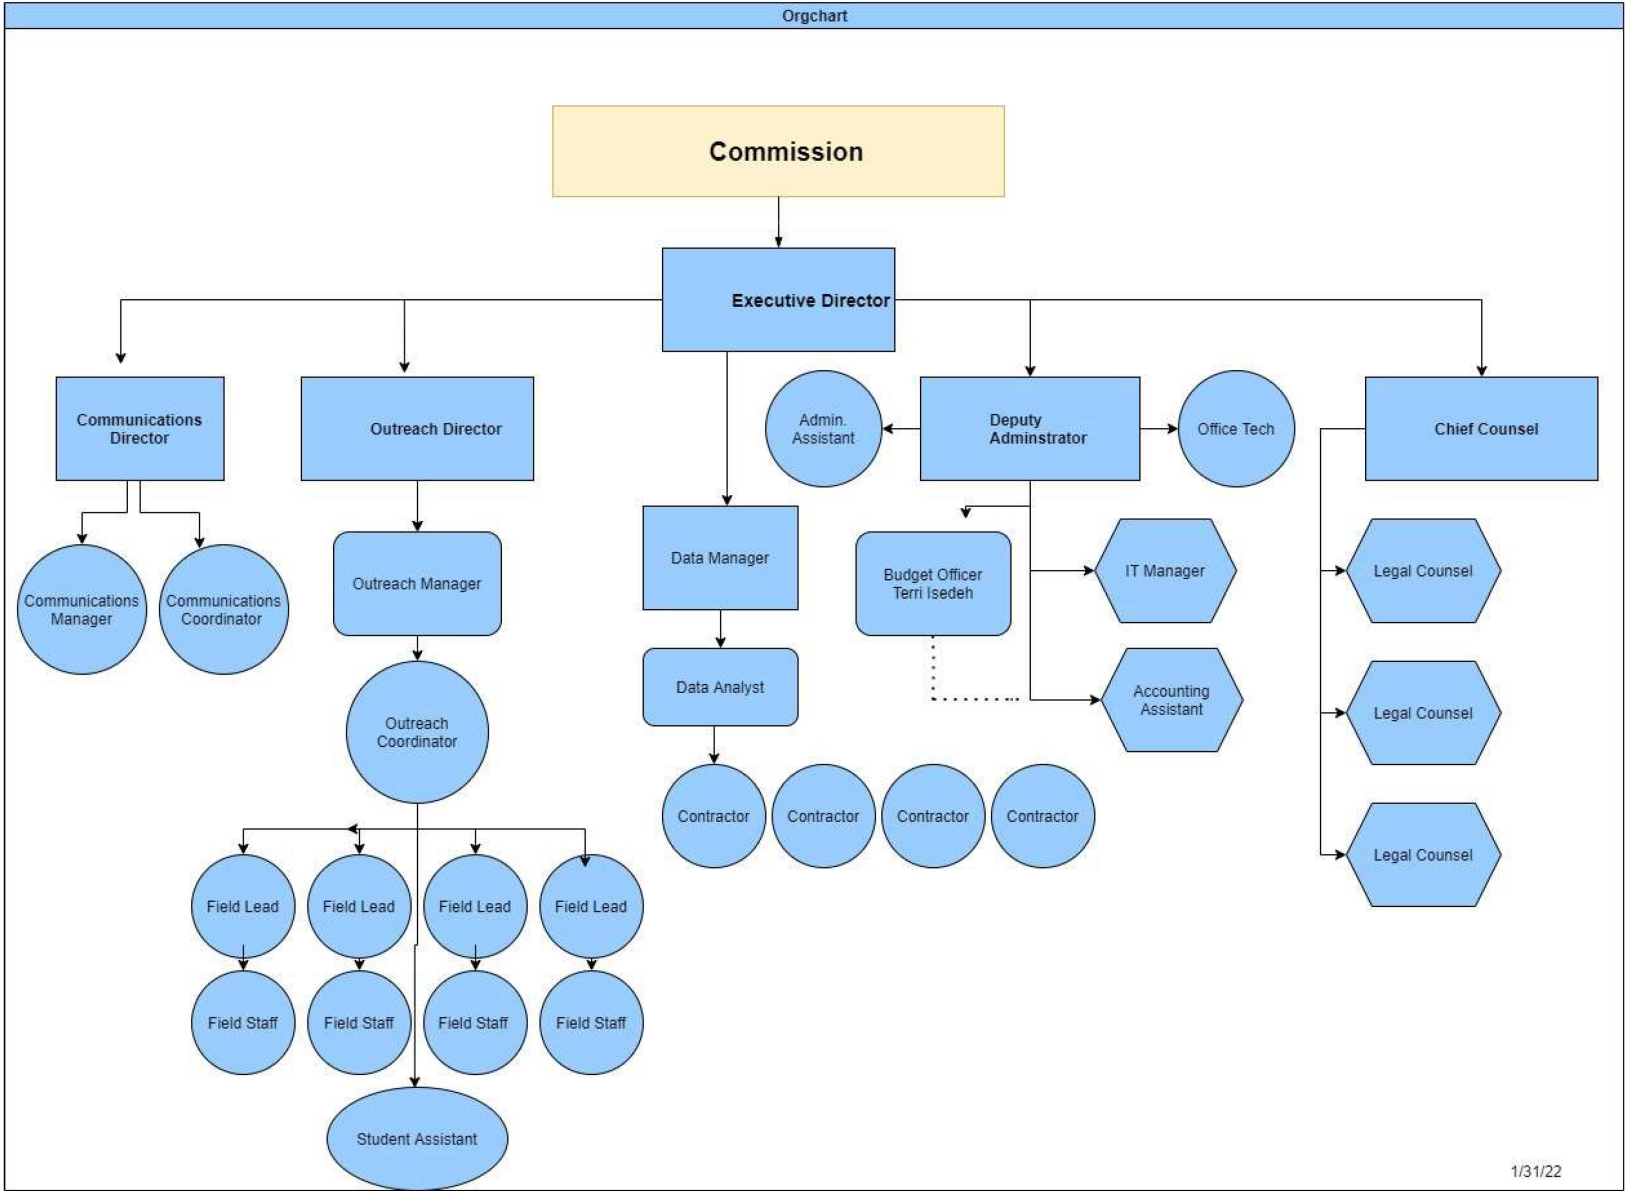 Orgchart
Commission
Executive Director
Communications
Director
Outreach Director
Admin.
Assistant
Deputy
Adminstrator
Office Tech
Chief Counsel
Communications
Manager
Communications
Coordinator
Outreach Manager
Data Manager
Budget Officer
Terri Isedeh
IT Manager
Legal Counsel
Outreach
Coordinator
Data Analyst
Accounting
Assistant
Legal Counsel
Contractor
Contractor
Contractor
Contractor
Legal Counsel
Field Lead
Field Lead
Field Lead
Field Lead
Field Staff
Field Staff
Field Staff
Field Staff
Student Assistant
1/31/22